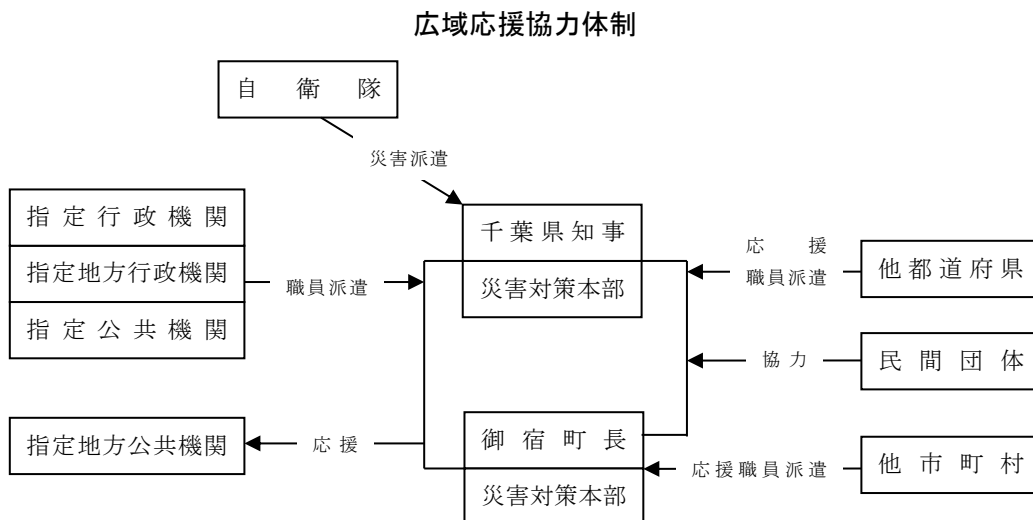 広域応援協力体制
自衛隊
災害派遣
指定行政機関
指定地方行政機関
指定公共機関
職員派遣
千葉県知事
災害対策本部
応援
職員派遣
他都道府県
協力
民間団体
指定地方公共機関
応援
御宿町長
災害対策本部
応援職員派遣
他市町村